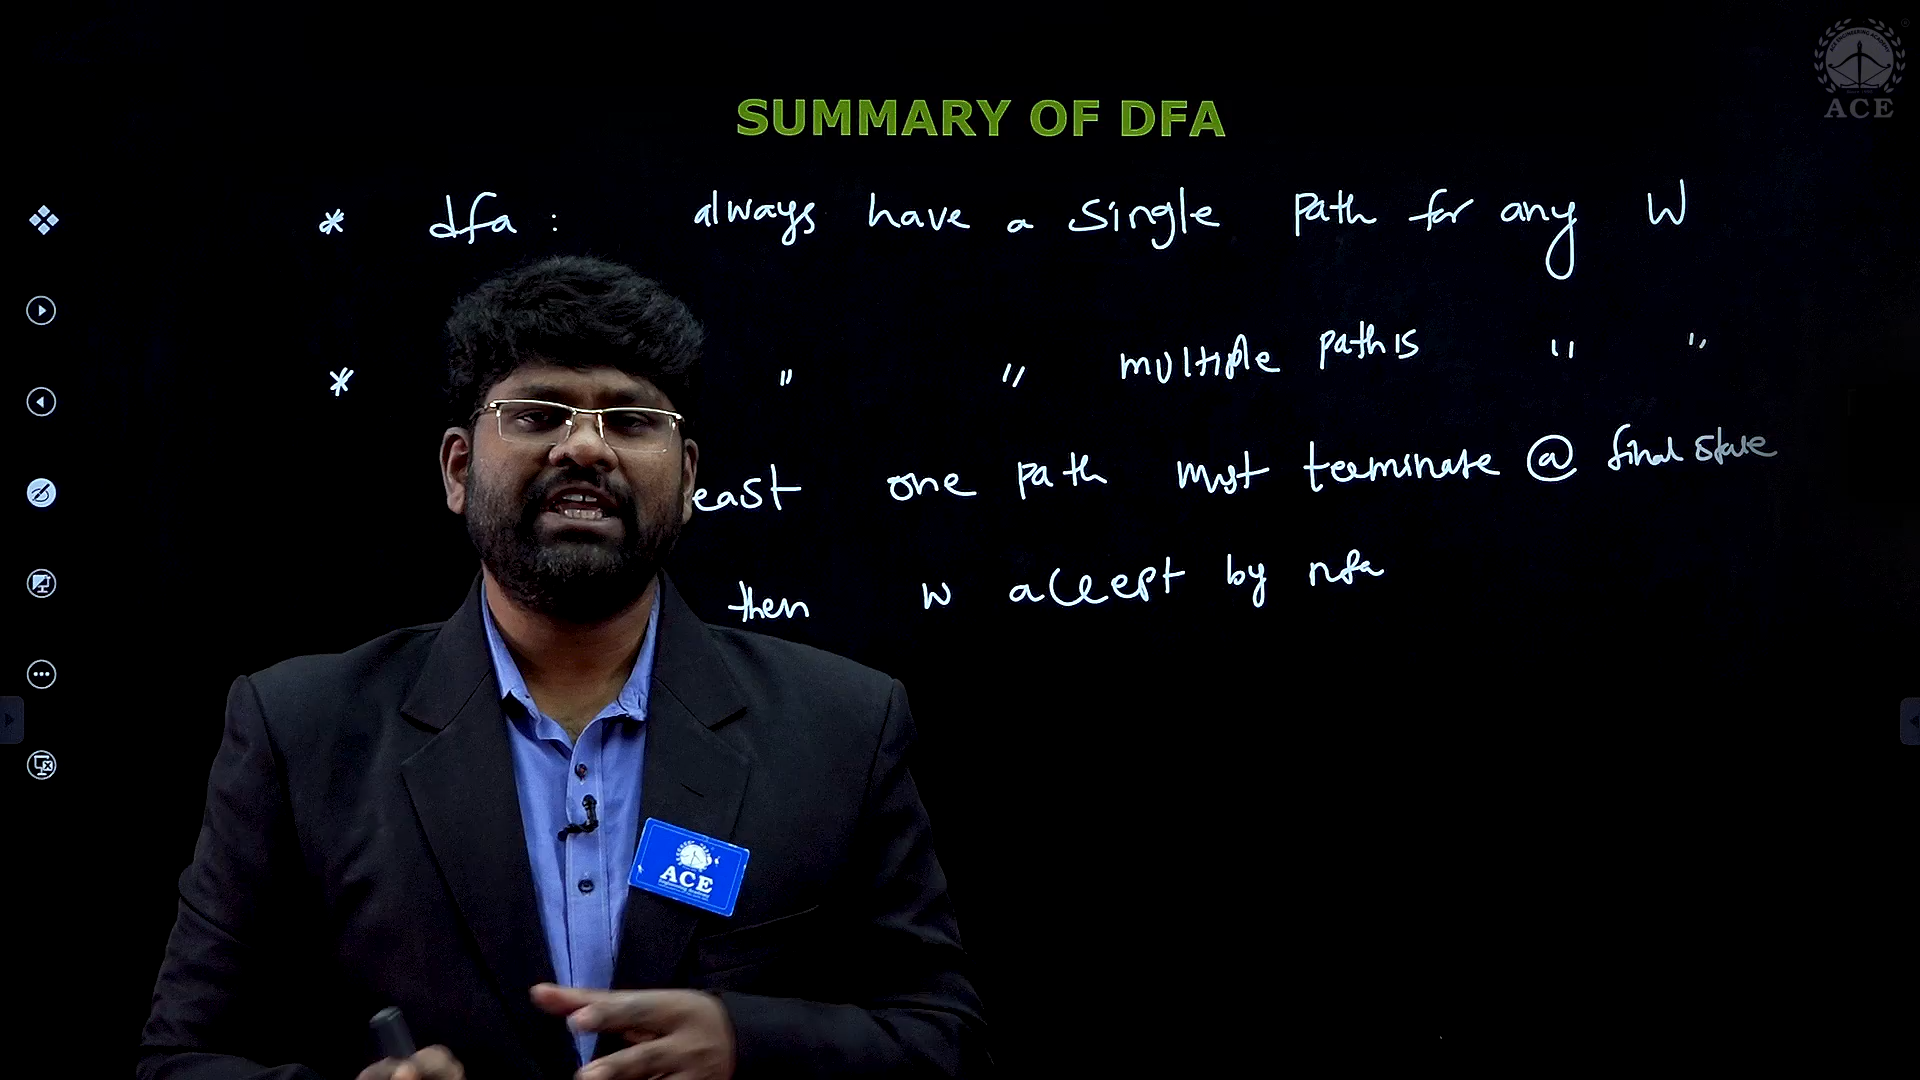 ACE
SUMMARY OF DFA
* dfa : always have a single path for any W
* " " multiple paths " "
east one path must terminate @ final state
then w accept by nfa
ACE